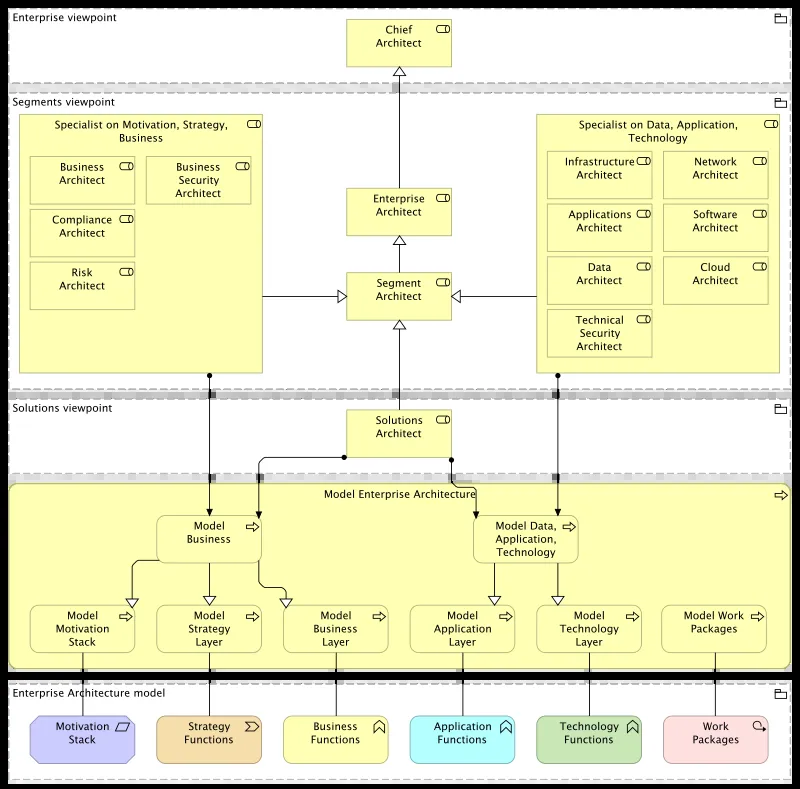 Enterprise viewpoint
Chief
Architect
Segments viewpoint
Specialist on Motivation, Strategy,
Business
Business
Architect
Business
Security
Architect
Compliance
Architect
Risk
Architect
Enterprise
Architect
Segment
Architect
Specialist on Data, Application,
Technology
Infrastructure
Architect
Network
Architect
Applications
Architect
Software
Architect
Data
Architect
Cloud
Architect
Technical
Security
Architect
Solutions viewpoint
Solutions
Architect
Model Enterprise Architecture
Model
Business
Model Data,
Application,
Technology
Model
Motivation
Stack
Model
Strategy
Layer
Model
Business
Layer
Model
Application
Layer
Model
Technology
Layer
Model Work
Packages
Enterprise Architecture model
Motivation
Stack
Strategy
Functions
Business
Functions
Application
Functions
Technology
Functions
Work
Packages